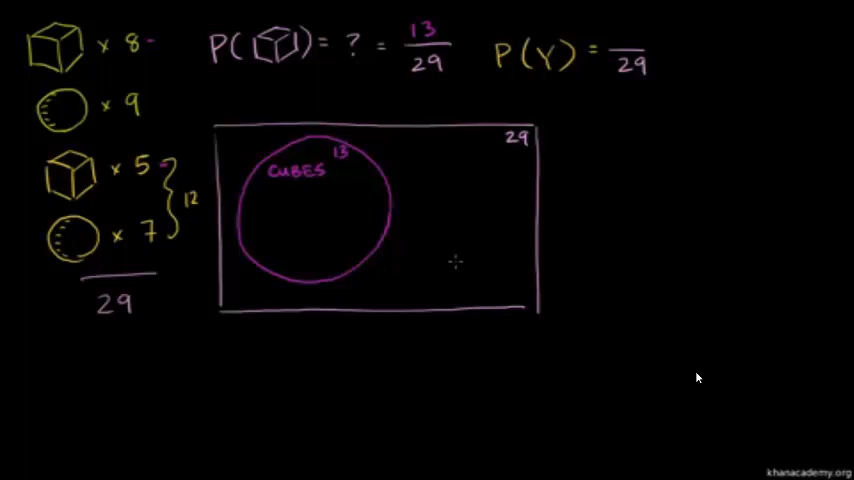 × 8 P( ) = ? = 13/29 P(Y) = /29
× 9
29
CUBES 13
× 5
12
× 7
29
khanacademy.org